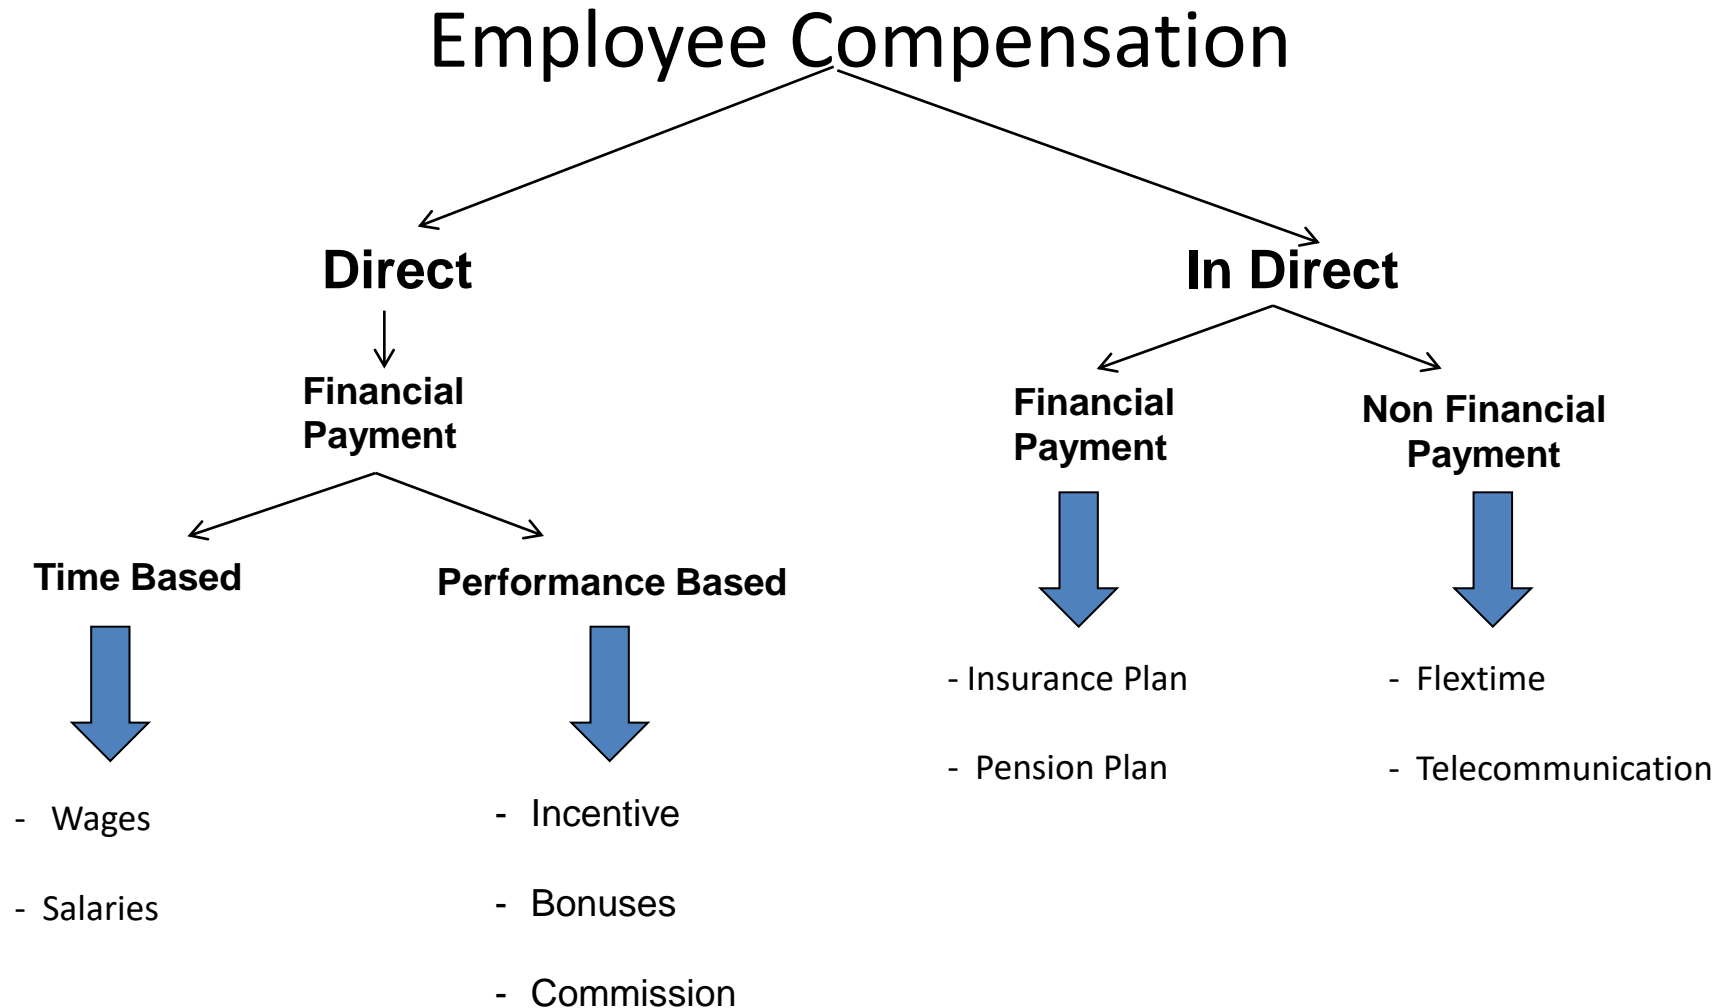 Employee Compensation
Direct
In Direct
Financial
Payment
Financial
Payment
Non Financial
Payment
Time Based
Performance Based
- Insurance Plan
- Pension Plan
- Flextime
- Telecommunication
- Wages
- Salaries
- Incentive
- Bonuses
- Commission